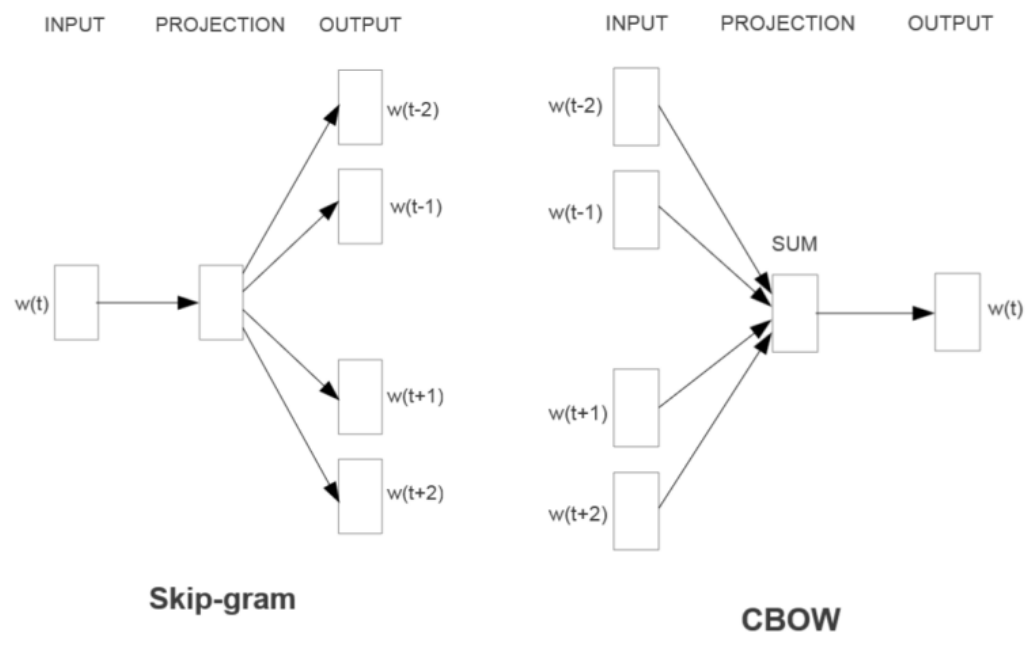 INPUT PROJECTION OUTPUT
w(t-2)
w(t-1)
w(t)
w(t+1)
w(t+2)
Skip-gram
INPUT PROJECTION OUTPUT
w(t-2)
w(t-1)
SUM
w(t)
w(t+1)
w(t+2)
CBOW